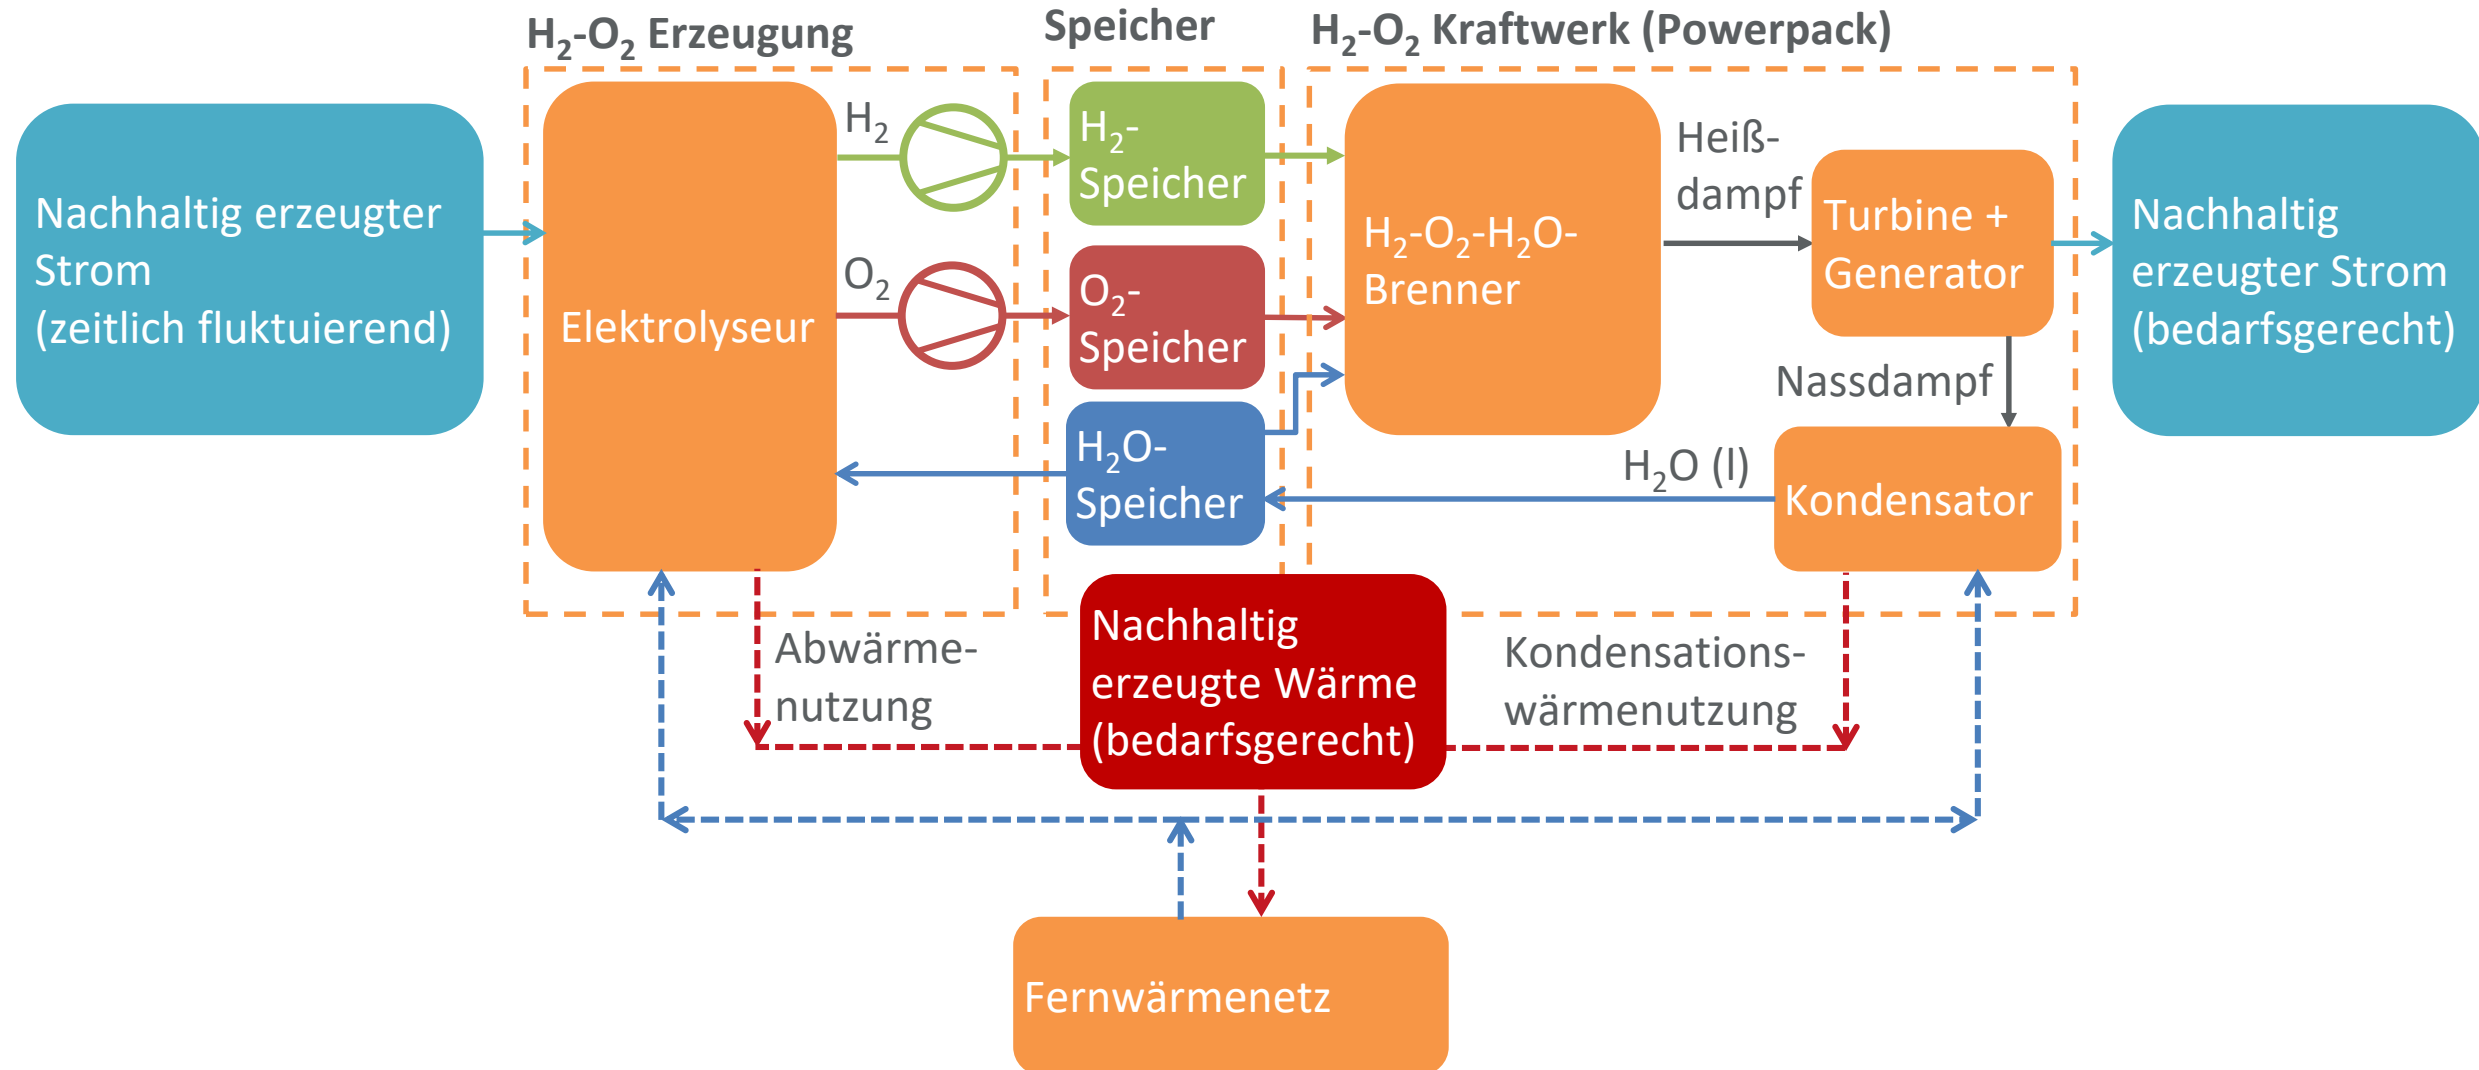 H₂-O₂ Erzeugung
Speicher
H₂-O₂ Kraftwerk (Powerpack)
Nachhaltig erzeugter
Strom
(zeitlich fluktuierend)
Elektrolyseur
H₂
O₂
H₂-
Speicher
O₂-
Speicher
H₂O-
Speicher
H₂-O₂-H₂O-
Brenner
Heiß-
dampf
Turbine +
Generator
Nachhaltig
erzeugter Strom
(bedarfsgerecht)
Nassdampf
H₂O (l)
Kondensator
Abwärme-
nutzung
Nachhaltig
erzeugte Wärme
(bedarfsgerecht)
Kondensations-
wärmenutzung
Fernwärmenetz